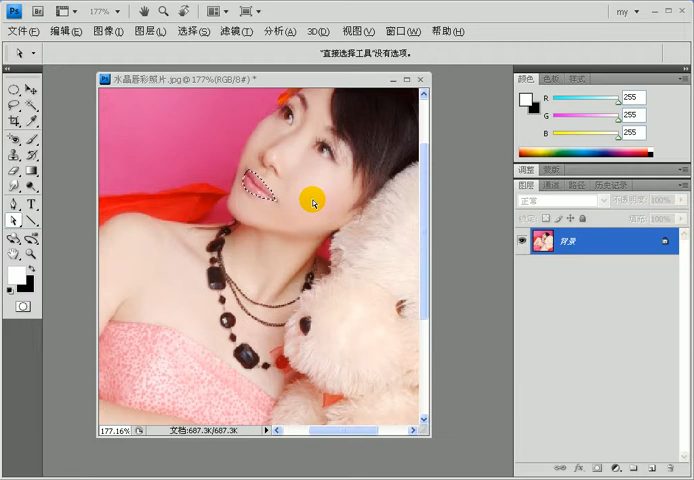 Ps Br 177% my
文件(F) 编辑(E) 图像(I) 图层(L) 选择(S) 滤镜(T) 分析(A) 3D(D) 视图(V) 窗口(W) 帮助(H)
"直接选择工具"没有选项。
Ps 水晶唇彩照片.jpg @ 177%(RGB/8#) *
颜色 色板 样式
R 255
G 255
B 255
调整 蒙版
图层 通道 路径 历史记录
正常 不透明度: 100%
锁定: 填充: 100%
背景
177.16% 文档:687.3K/687.3K